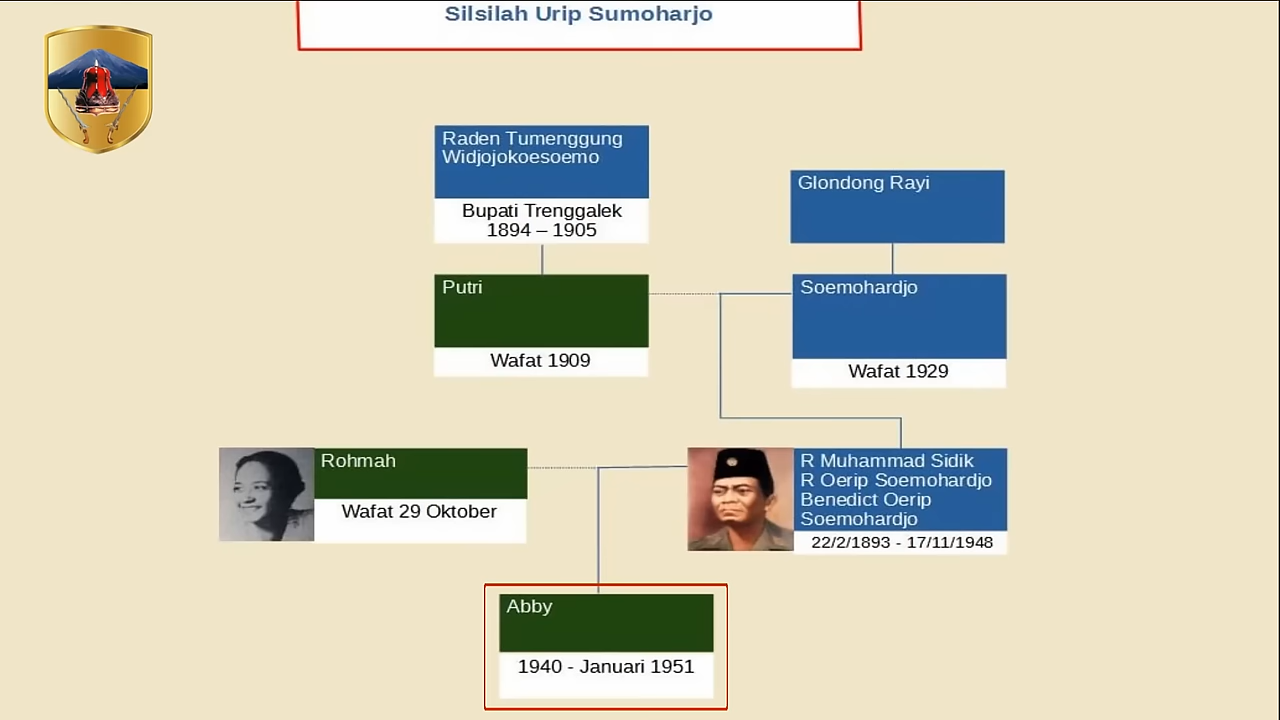 Silsilah Urip Sumoharjo
Raden Tumenggung
Widjojokoesoemo
Bupati Trenggalek
1894 – 1905
Glondong Rayi
Putri
Wafat 1909
Soemohardjo
Wafat 1929
Rohmah
Wafat 29 Oktober
R Muhammad Sidik
R Oerip Soemohardjo
Benedict Oerip
Soemohardjo
22/2/1893 - 17/11/1948
Abby
1940 - Januari 1951